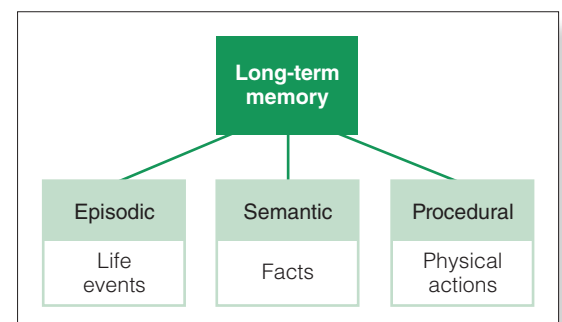 Long-term
memory
Episodic
Semantic
Procedural
Life
events
Facts
Physical
actions